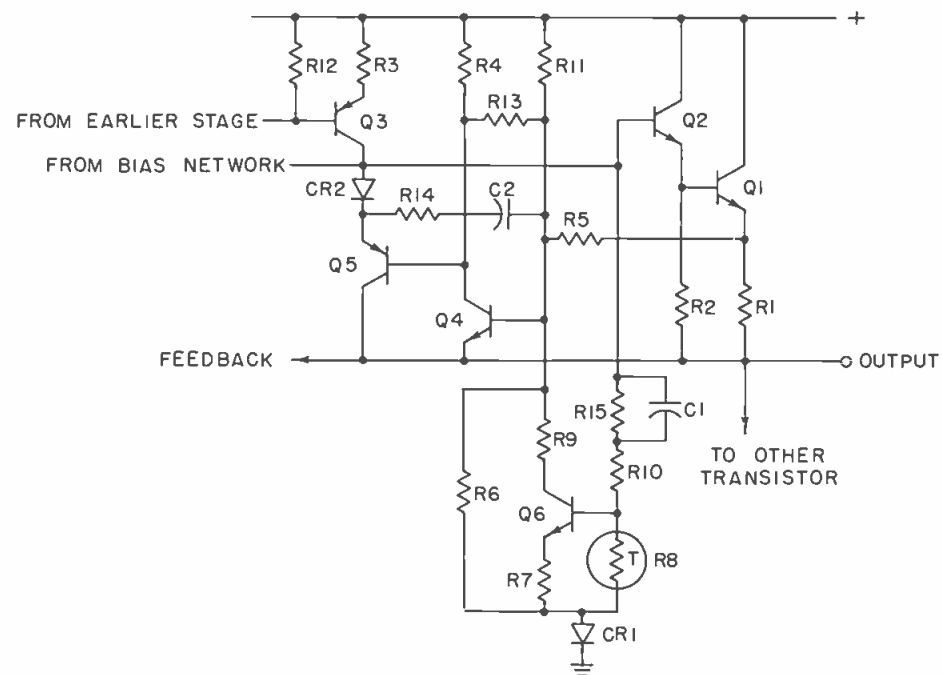 +
R12
R3
R4
R11
R13
FROM EARLIER STAGE
Q3
Q2
FROM BIAS NETWORK
CR2
R14
C2
Q1
R5
Q5
Q4
R2
R1
FEEDBACK
OUTPUT
R15
C1
R9
TO OTHER
TRANSISTOR
R10
R6
Q6
T
R8
R7
CR1